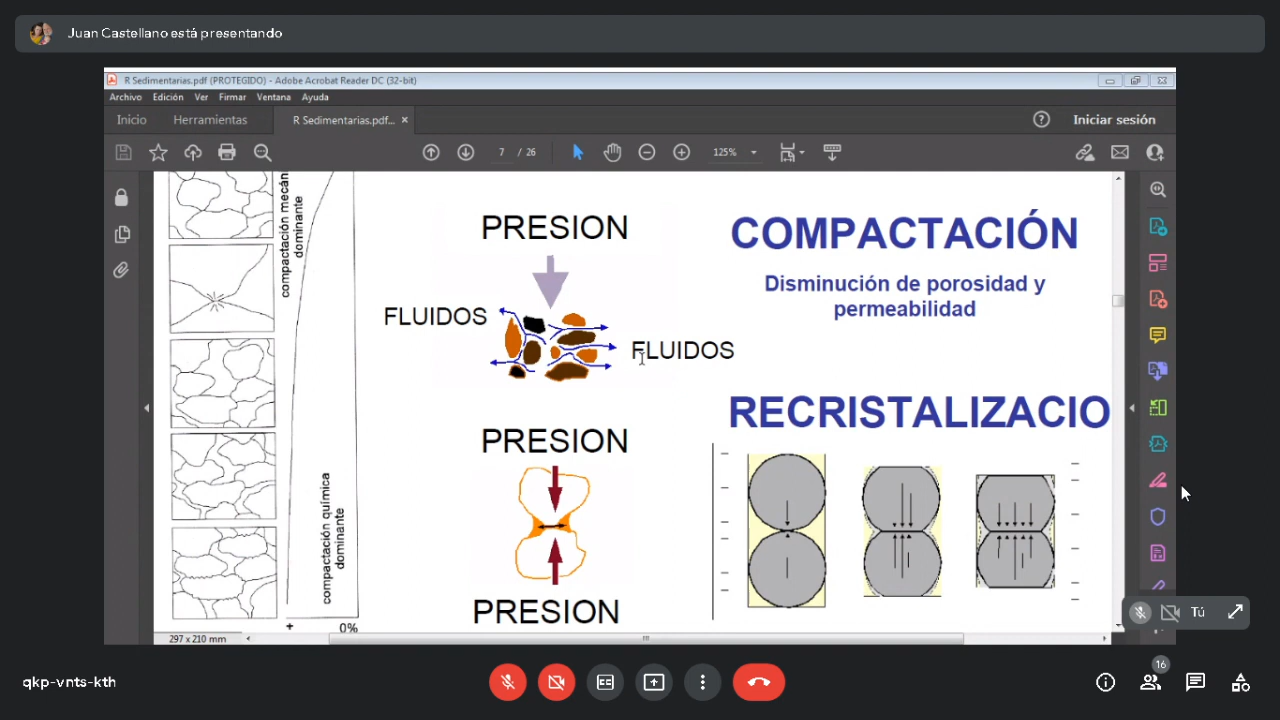 Juan Castellano está presentando
R Sedimentarias.pdf (PROTEGIDO) - Adobe Acrobat Reader DC (32-bit)
Archivo Edición Ver Firmar Ventana Ayuda
Inicio Herramientas R Sedimentarias.pdf... × Iniciar sesión
7 / 26 125%
compactación mecán
dominante
PRESION
COMPACTACIÓN
Disminución de porosidad y
permeabilidad
FLUIDOS
FLUIDOS
RECRISTALIZACIO
PRESION
compactación química
dominante
PRESION
+ 0%
297 x 210 mm
Tú
qkp-vnts-kth
16